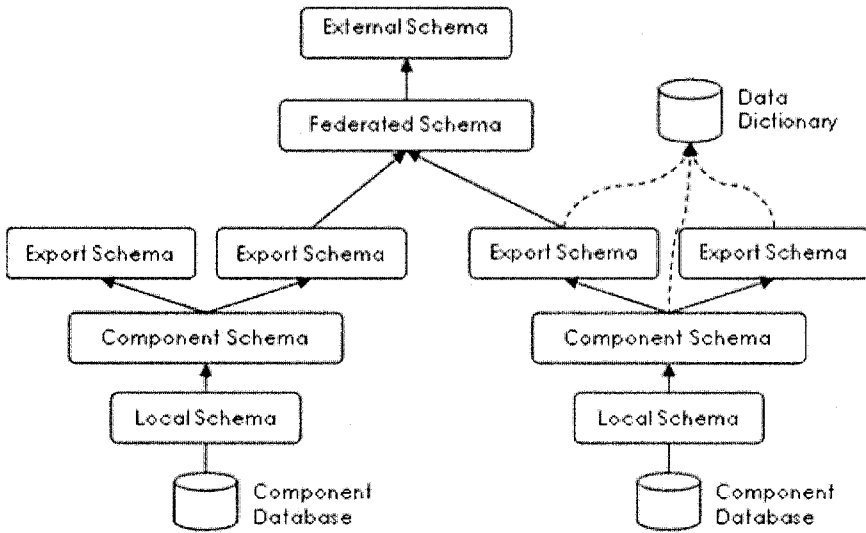 External Schema
Federated Schema
Data
Dictionary
Export Schema
Export Schema
Export Schema
Export Schema
Component Schema
Component Schema
Local Schema
Local Schema
Component
Database
Component
Database